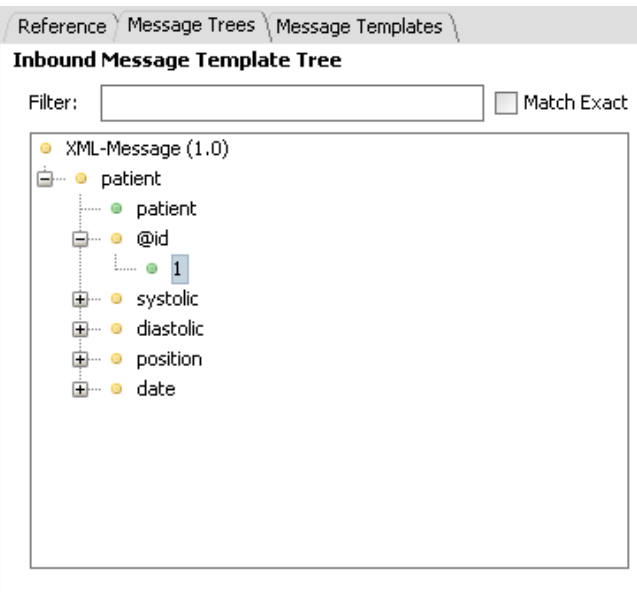 Reference Message Trees Message Templates
Inbound Message Template Tree
Filter: Match Exact
XML-Message (1.0)
patient
patient
@id
1
systolic
diastolic
position
date